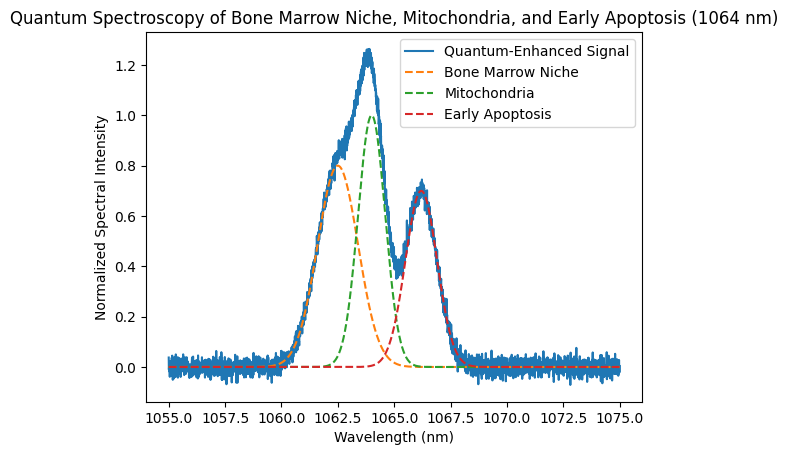 Quantum Spectroscopy of Bone Marrow Niche, Mitochondria, and Early Apoptosis (1064 nm)
Quantum-Enhanced Signal
Bone Marrow Niche
Mitochondria
Early Apoptosis
Normalized Spectral Intensity
1.2
1.0
0.8
0.6
0.4
0.2
0.0
1055.0 1057.5 1060.0 1062.5 1065.0 1067.5 1070.0 1072.5 1075.0
Wavelength (nm)